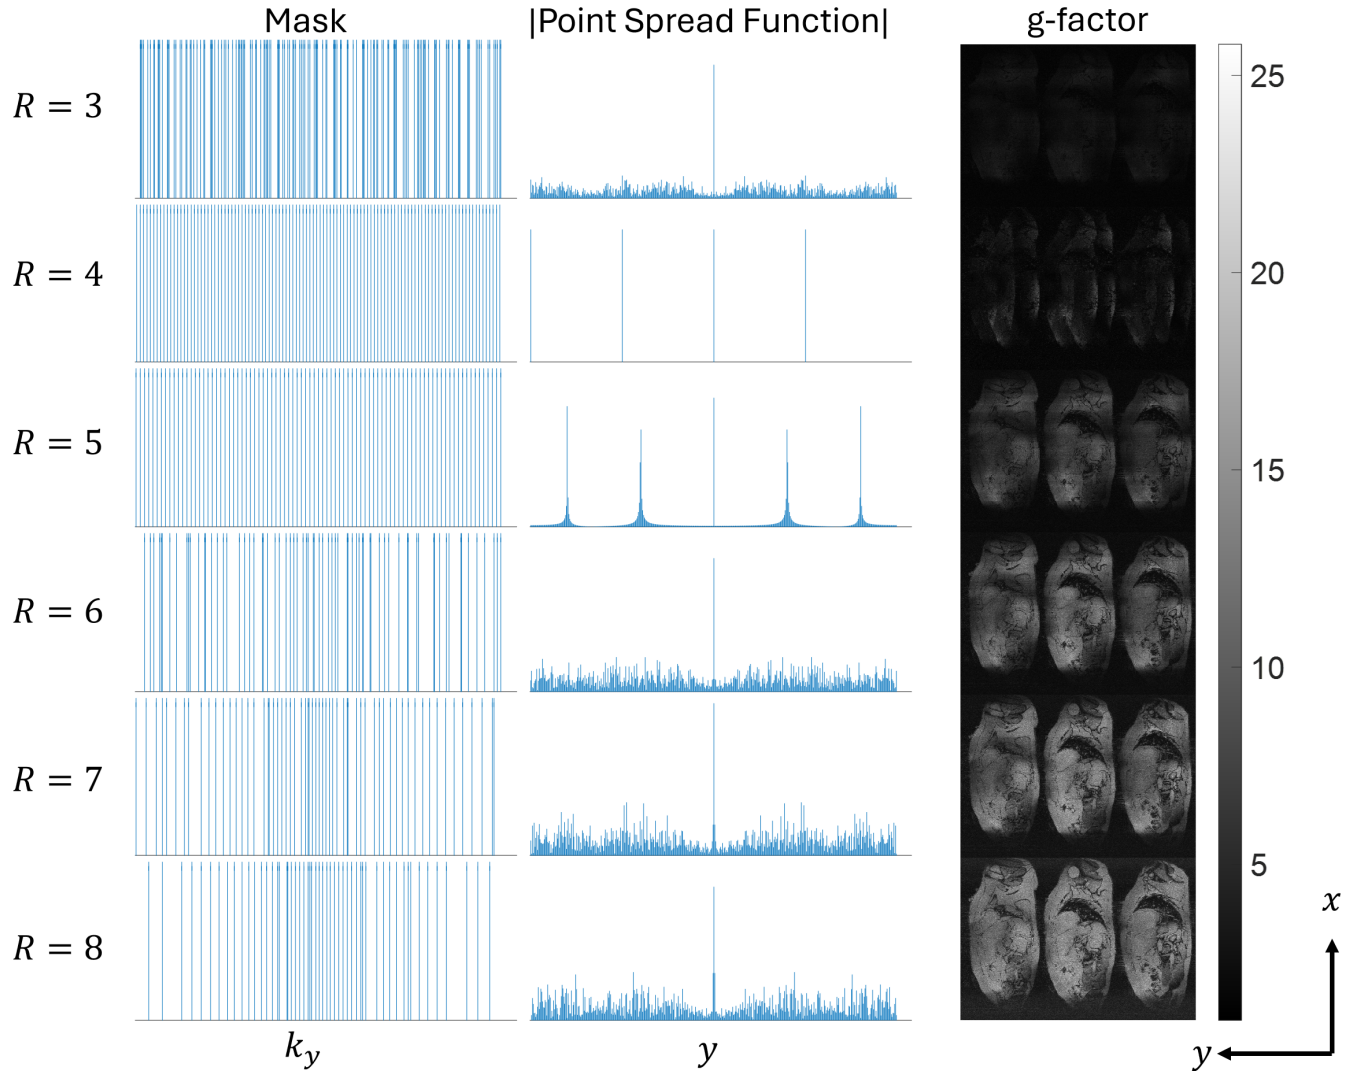 Mask
|Point Spread Function|
g-factor
R = 3
R = 4
R = 5
R = 6
R = 7
R = 8
k_y
y
25
20
15
10
5
x
y